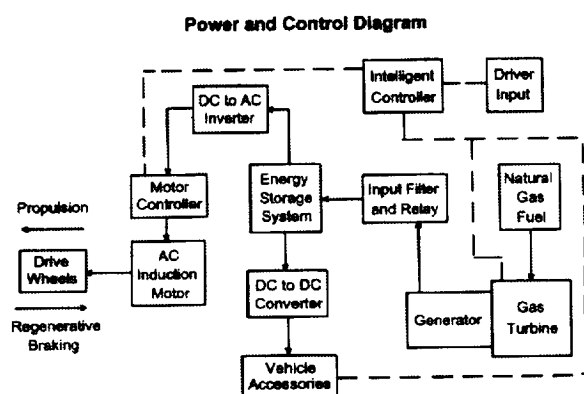 Power and Control Diagram
Intelligent
Controller
Driver
Input
DC to AC
Inverter
Motor
Controller
Energy
Storage
System
Input Filter
and Relay
Natural
Gas
Fuel
Propulsion
Drive
Wheels
AC
Induction
Motor
Regenerative
Braking
DC to DC
Converter
Generator
Gas
Turbine
Vehicle
Accessories